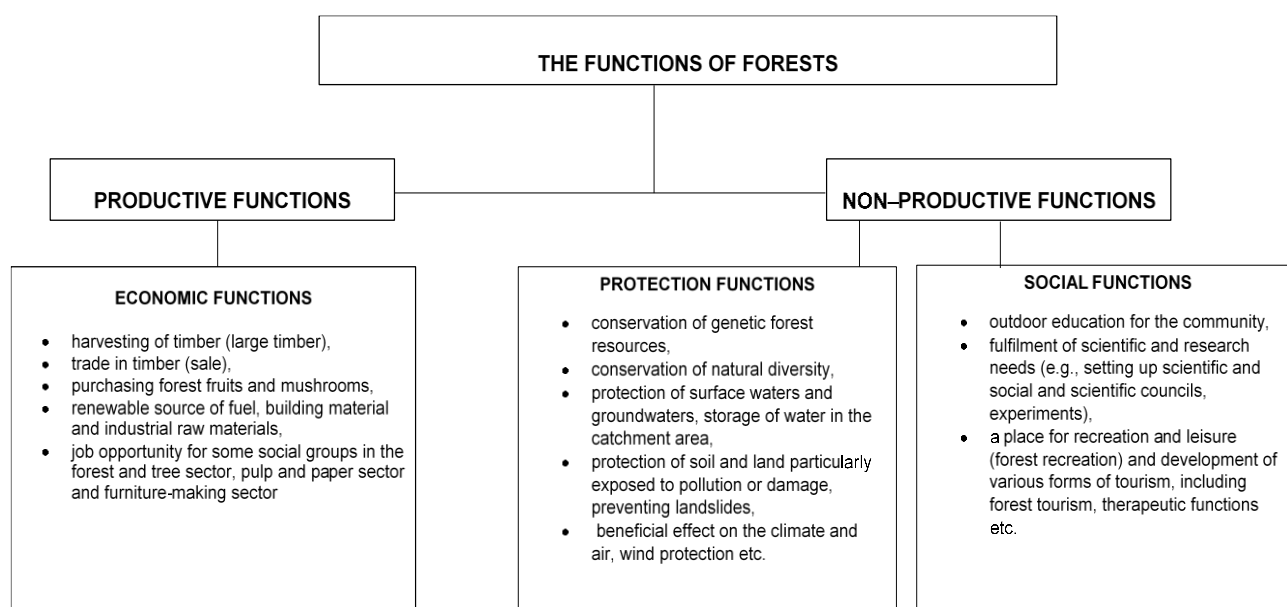 THE FUNCTIONS OF FORESTS
PRODUCTIVE FUNCTIONS
NON–PRODUCTIVE FUNCTIONS
ECONOMIC FUNCTIONS
• harvesting of timber (large timber),
• trade in timber (sale),
• purchasing forest fruits and mushrooms,
• renewable source of fuel, building material
and industrial raw materials,
• job opportunity for some social groups in the
forest and tree sector, pulp and paper sector
and furniture-making sector
PROTECTION FUNCTIONS
• conservation of genetic forest
resources,
• conservation of natural diversity,
• protection of surface waters and
groundwaters, storage of water in the
catchment area,
• protection of soil and land particularly
exposed to pollution or damage,
preventing landslides,
• beneficial effect on the climate and
air, wind protection etc.
SOCIAL FUNCTIONS
• outdoor education for the community,
• fulfilment of scientific and research
needs (e.g., setting up scientific and
social and scientific councils,
experiments),
• a place for recreation and leisure
(forest recreation) and development of
various forms of tourism, including
forest tourism, therapeutic functions
etc.